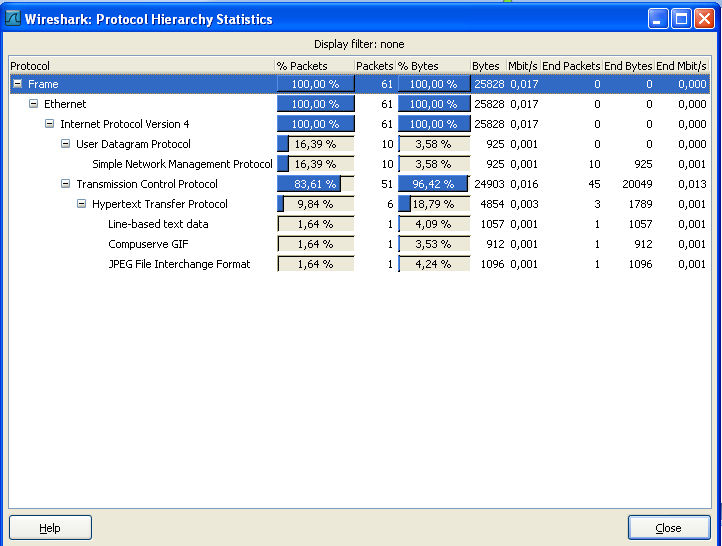 Wireshark: Protocol Hierarchy Statistics
Display filter: none
Protocol % Packets Packets % Bytes Bytes Mbit/s End Packets End Bytes End Mbit/s
Frame 100,00 % 61 100,00 % 25828 0,017 0 0 0,000
Ethernet 100,00 % 61 100,00 % 25828 0,017 0 0 0,000
Internet Protocol Version 4 100,00 % 61 100,00 % 25828 0,017 0 0 0,000
User Datagram Protocol 16,39 % 10 3,58 % 925 0,001 0 0 0,000
Simple Network Management Protocol 16,39 % 10 3,58 % 925 0,001 10 925 0,001
Transmission Control Protocol 83,61 % 51 96,42 % 24903 0,016 45 20049 0,013
Hypertext Transfer Protocol 9,84 % 6 18,79 % 4854 0,003 3 1789 0,001
Line-based text data 1,64 % 1 4,09 % 1057 0,001 1 1057 0,001
Compuserve GIF 1,64 % 1 3,53 % 912 0,001 1 912 0,001
JPEG File Interchange Format 1,64 % 1 4,24 % 1096 0,001 1 1096 0,001
Help Close